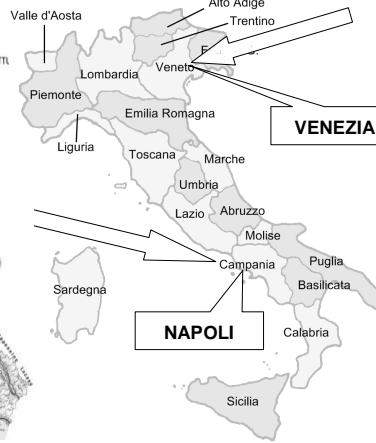 Alto Adige
Valle d'Aosta
Trentino
Lombardia
Veneto
Piemonte
VENEZIA
Emilia Romagna
Liguria
Toscana
Marche
Umbria
Lazio
Abruzzo
Molise
Campania
Puglia
Sardegna
Basilicata
NAPOLI
Calabria
Sicilia